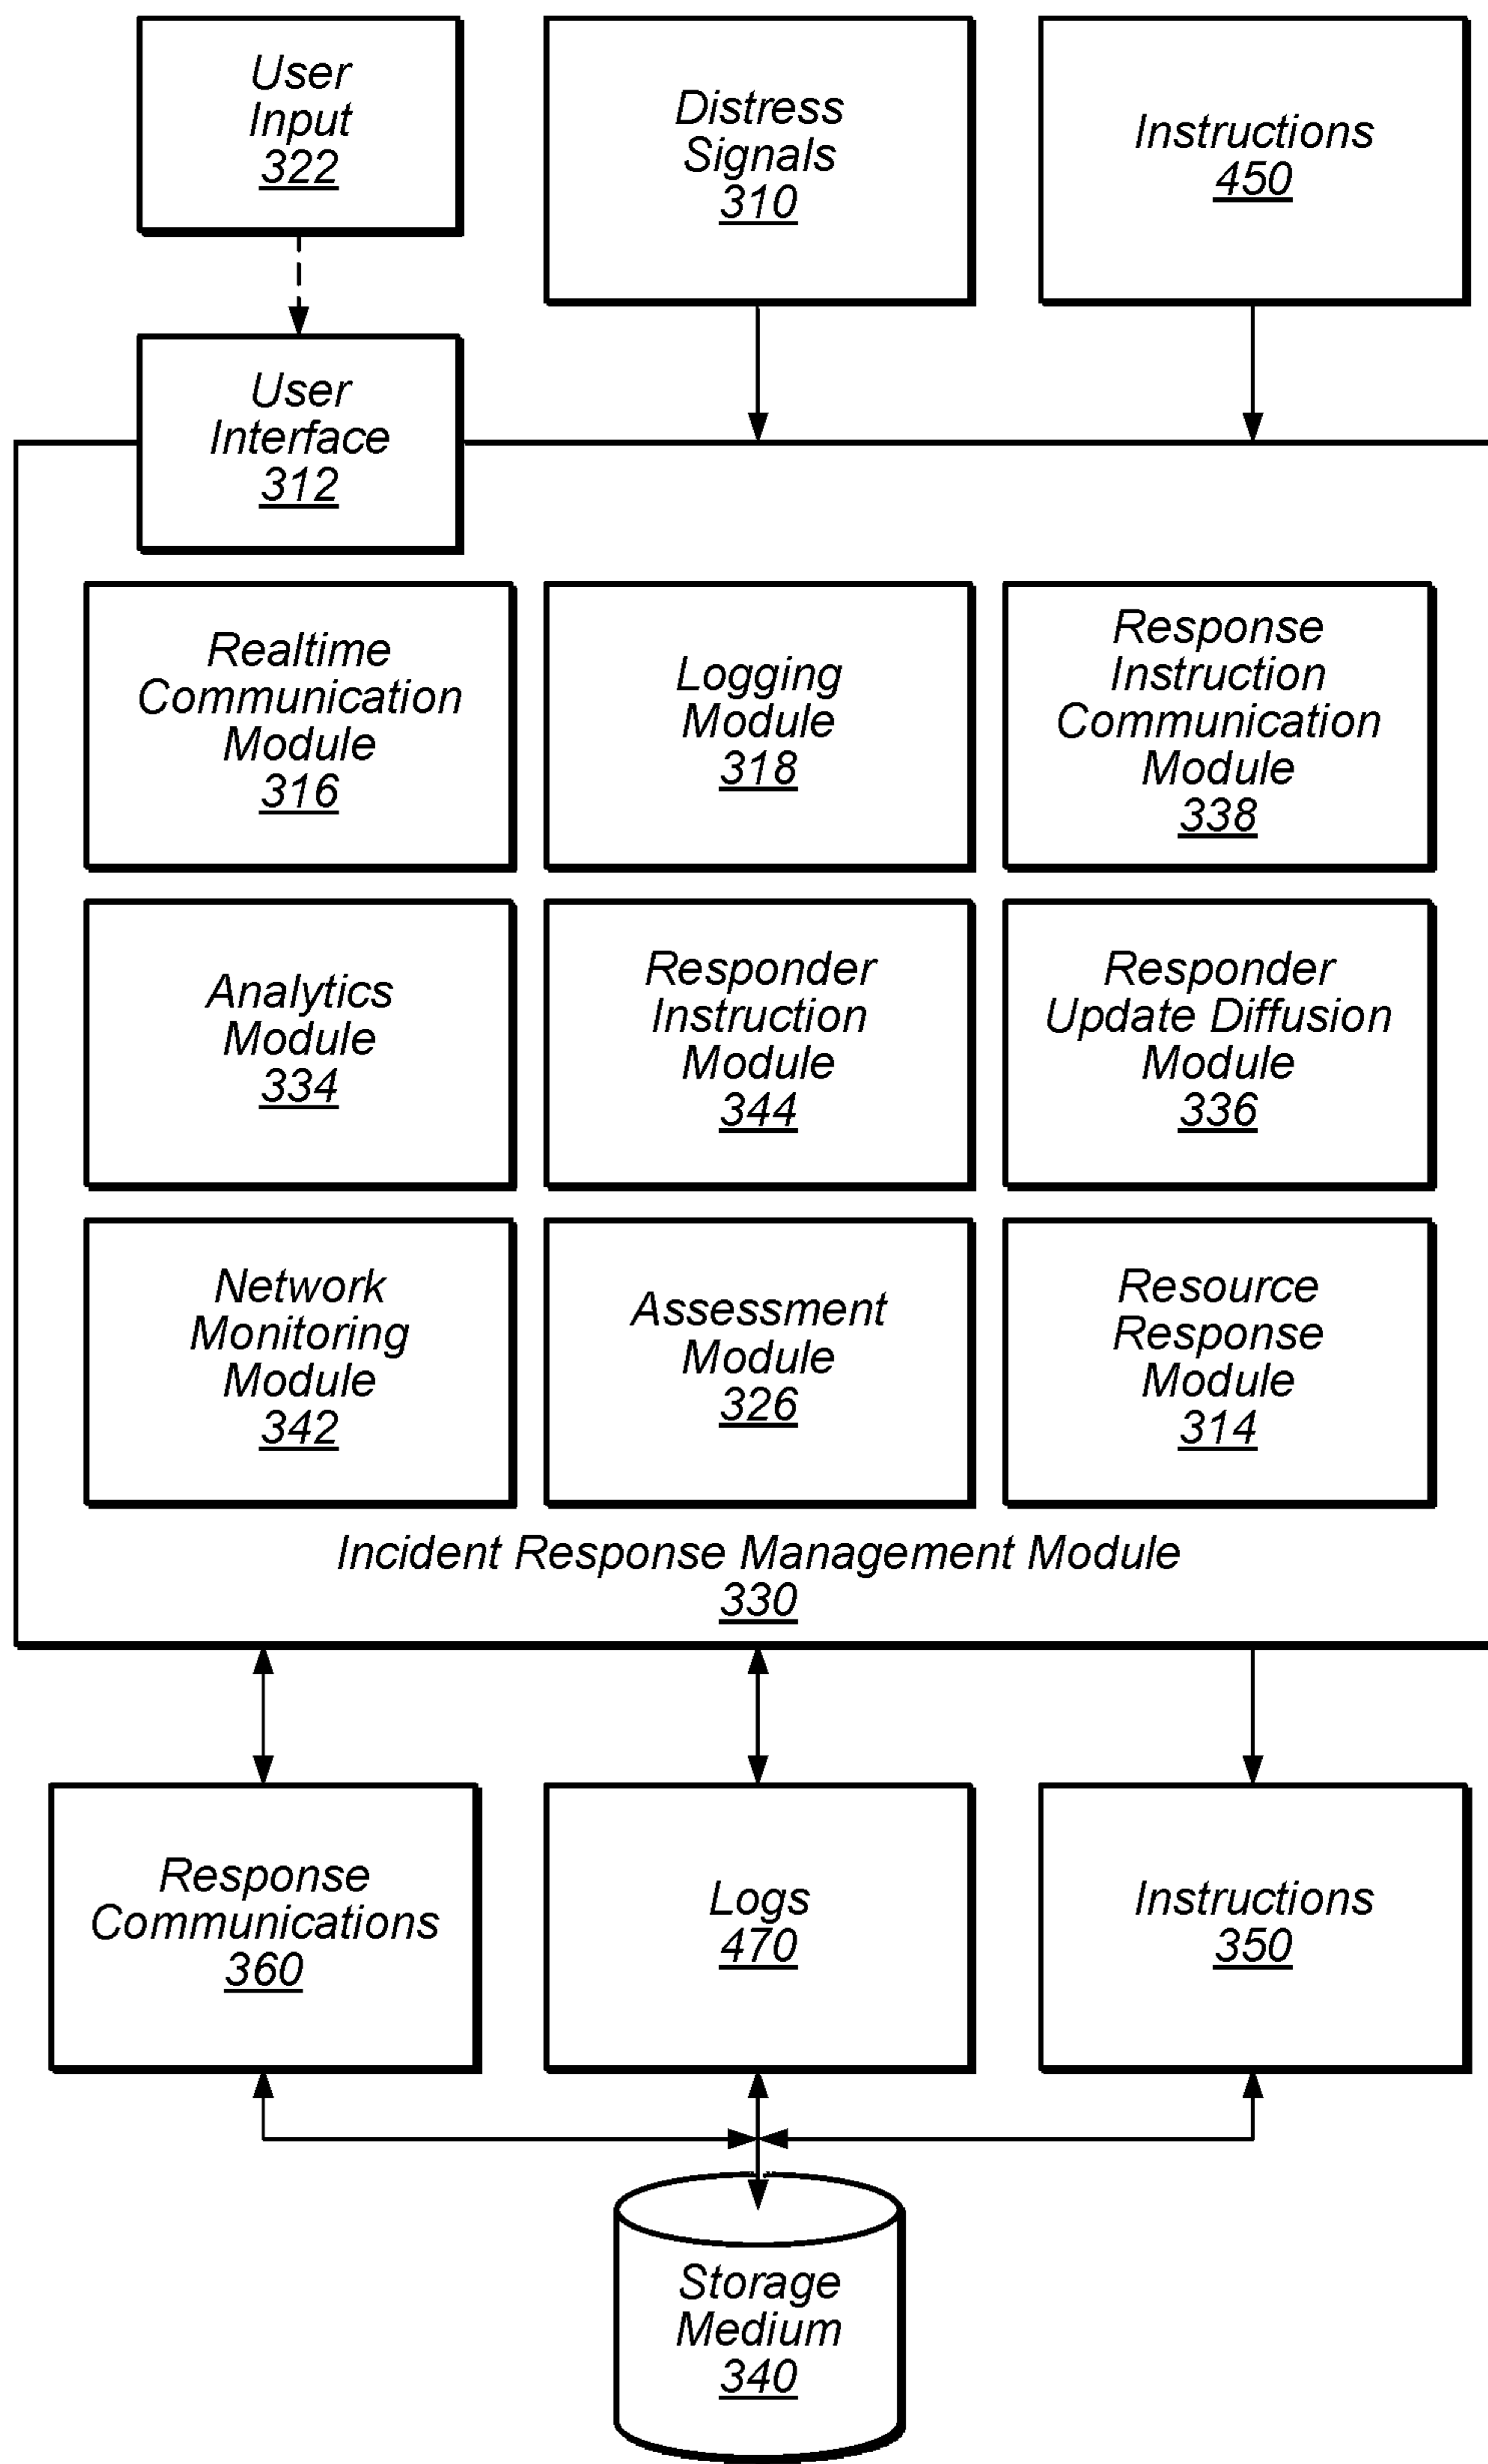 User
Input
322
Distress
Signals
310
Instructions
450
User
Interface
312
Realtime
Communication
Module
316
Logging
Module
318
Response
Instruction
Communication
Module
338
Analytics
Module
334
Responder
Instruction
Module
344
Responder
Update Diffusion
Module
336
Network
Monitoring
Module
342
Assessment
Module
326
Resource
Response
Module
314
Incident Response Management Module
330
Response
Communications
360
Logs
470
Instructions
350
Storage
Medium
340